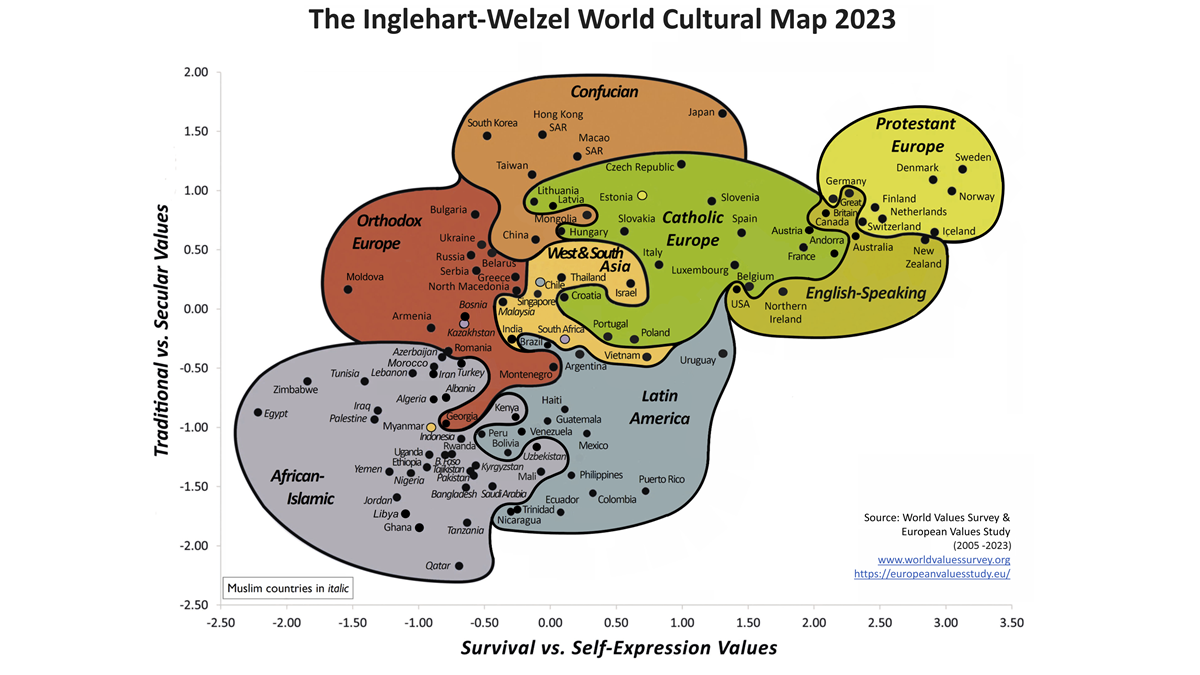 The Inglehart-Welzel World Cultural Map 2023
Traditional vs. Secular Values
2.00
1.50
1.00
0.50
0.00
-0.50
-1.00
-1.50
-2.00
-2.50
Confucian
Japan
Hong Kong
SAR
South Korea
Macao
SAR
Taiwan
Mongolia
China
Protestant
Europe
Sweden
Denmark
Norway
Germany
Finland
Netherlands
Switzerland
Iceland
Catholic
Europe
Czech Republic
Lithuania
Latvia
Estonia
Slovenia
Hungary
Slovakia
Spain
Austria
Andorra
France
Italy
Luxembourg
Belgium
Croatia
Portugal
Poland
English-Speaking
Great
Britain
Canada
Australia
New
Zealand
USA
Northern
Ireland
Orthodox
Europe
Bulgaria
Ukraine
Russia
Belarus
Serbia
Greece
North Macedonia
Moldova
Bosnia
Armenia
Kazakhstan
Romania
Montenegro
Georgia
West & South
Asia
Thailand
Chile
Israel
Singapore
Malaysia
India
South Africa
Vietnam
Latin
America
Brazil
Argentina
Uruguay
Haiti
Guatemala
Peru
Venezuela
Bolivia
Mexico
Philippines
Puerto Rico
Ecuador
Colombia
Trinidad
Nicaragua
African-
Islamic
Azerbaijan
Morocco
Lebanon
Iran
Turkey
Tunisia
Zimbabwe
Albania
Algeria
Egypt
Iraq
Palestine
Myanmar
Kenya
Indonesia
Rwanda
Uganda
B. Faso
Uzbekistan
Ethiopia
Tajikistan
Kyrgyzstan
Yemen
Pakistan
Mali
Nigeria
Bangladesh
Saudi Arabia
Jordan
Libya
Ghana
Tanzania
Qatar
Muslim countries in italic
Source: World Values Survey &
European Values Study
(2005 -2023)
www.worldvaluessurvey.org
https://europeanvaluesstudy.eu/
-2.50
-2.00
-1.50
-1.00
-0.50
0.00
0.50
1.00
1.50
2.00
2.50
3.00
3.50
Survival vs. Self-Expression Values